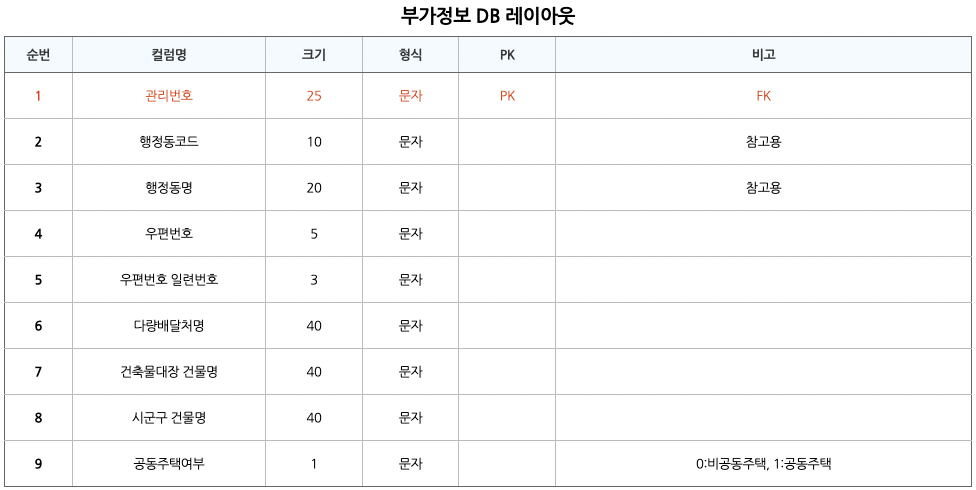 부가정보 DB 레이아웃
순번 컬럼명 크기 형식 PK 비고
1 관리번호 25 문자 PK FK
2 행정동코드 10 문자 참고용
3 행정동명 20 문자 참고용
4 우편번호 5 문자
5 우편번호 일련번호 3 문자
6 다량배달처명 40 문자
7 건축물대장 건물명 40 문자
8 시군구 건물명 40 문자
9 공동주택여부 1 문자 0:비공동주택, 1:공동주택